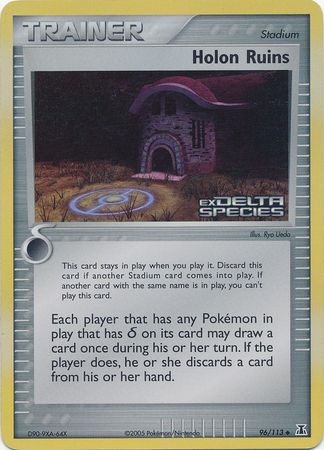 TRAINER
Stadium
Holon Ruins
EX DELTA
SPECIES
Illus. Ryo Ueda
This card stays in play when you play it. Discard this
card if another Stadium card comes into play. If
another card with the same name is in play, you can't
play this card.
Each player that has any Pokémon in
play that has δ on its card may draw a
card once during his or her turn. If the
player does, he or she discards a card
from his or her hand.
D90-9XA-64X
©2005 Pokémon/Nintendo
96/113 ◆